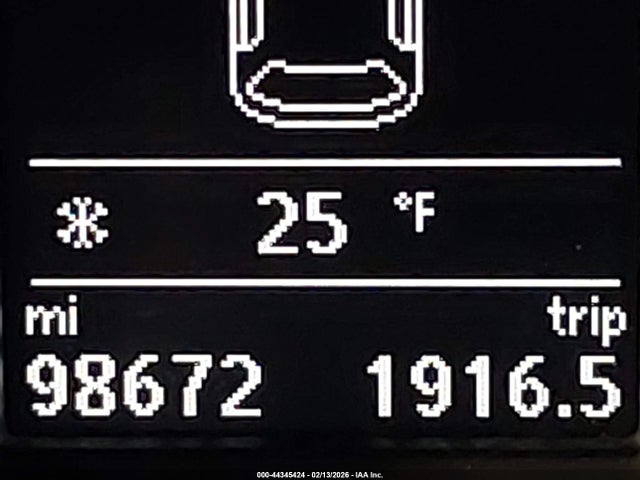 25 °F
mi trip
98672 1916.5
000-44345424 - 02/13/2026 - IAA Inc.